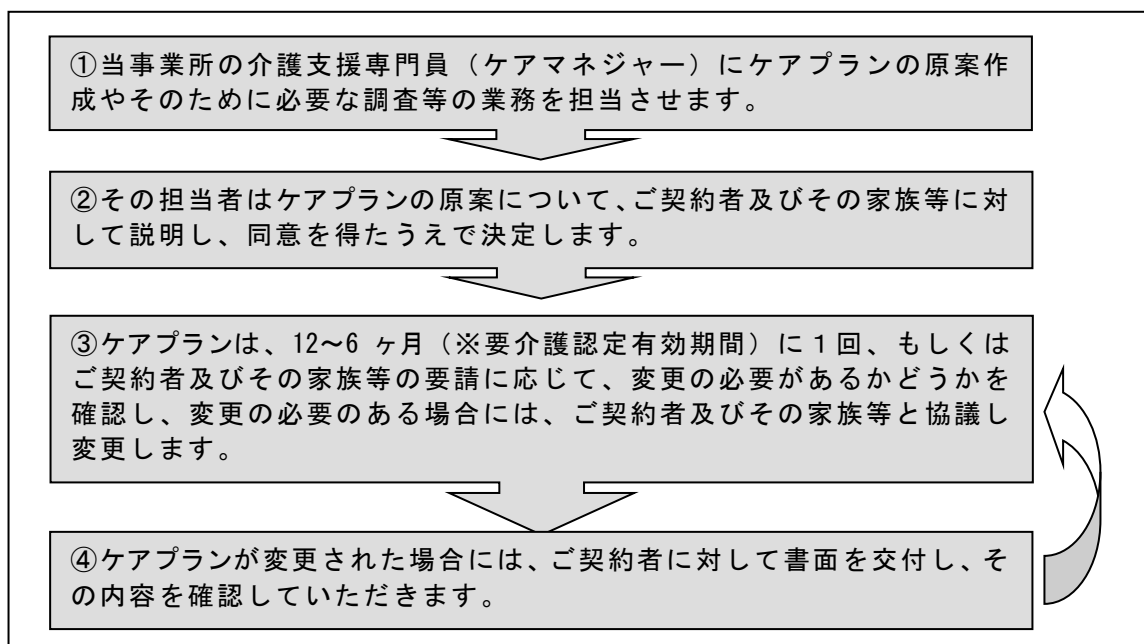 ①当事業所の介護支援専門員（ケアマネジャー）にケアプランの原案作
成やそのために必要な調査等の業務を担当させます。
②その担当者はケアプランの原案について、ご契約者及びその家族等に対
して説明し、同意を得たうえで決定します。
③ケアプランは、12～6 ヶ月（※要介護認定有効期間）に１回、もしくは
ご契約者及びその家族等の要請に応じて、変更の必要があるかどうかを
確認し、変更の必要のある場合には、ご契約者及びその家族等と協議し
変更します。
④ケアプランが変更された場合には、ご契約者に対して書面を交付し、そ
の内容を確認していただきます。